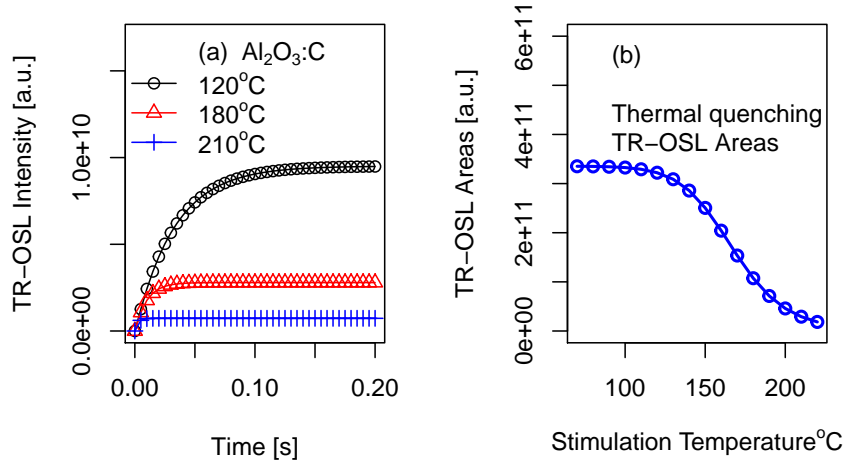 (a) Al₂O₃:C
120°C
180°C
210°C
TR−OSL Intensity [a.u.]
0.0e+00
1.0e+10
0.00
0.10
0.20
Time [s]
(b)
Thermal quenching
TR−OSL Areas
TR−OSL Areas [a.u.]
0e+00
2e+11
4e+11
6e+11
100
150
200
Stimulation Temperature°C